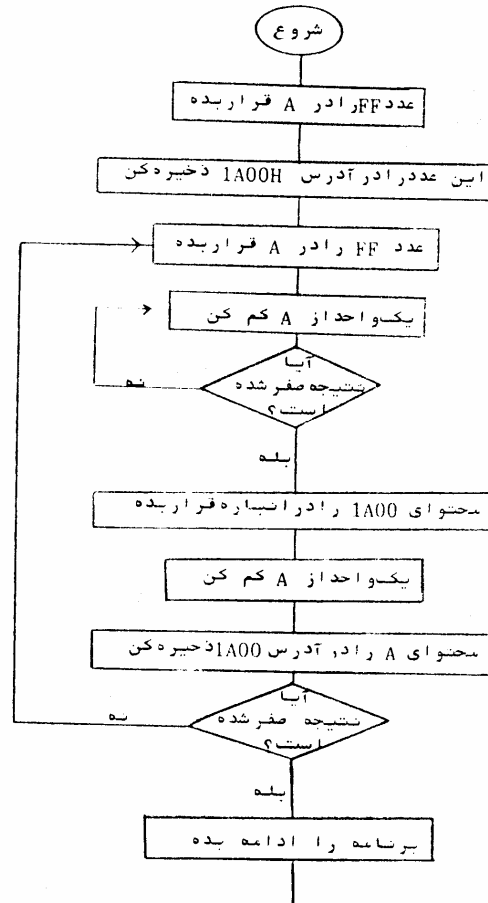 شروع
عدد FF را در A قرار بده
این عدد را در آدرس 1A00H ذخیره کن
عدد FF را در A قرار بده
یک واحد از A کم کن
آیا
نتیجه صفر شده
است؟
نه
بله
محتوای 1A00 را در انباره قرار بده
یک واحد از A کم کن
محتوای A را در آدرس 1A00 ذخیره کن
آیا
نتیجه صفر شده
است؟
نه
بله
برنامه را ادامه بده